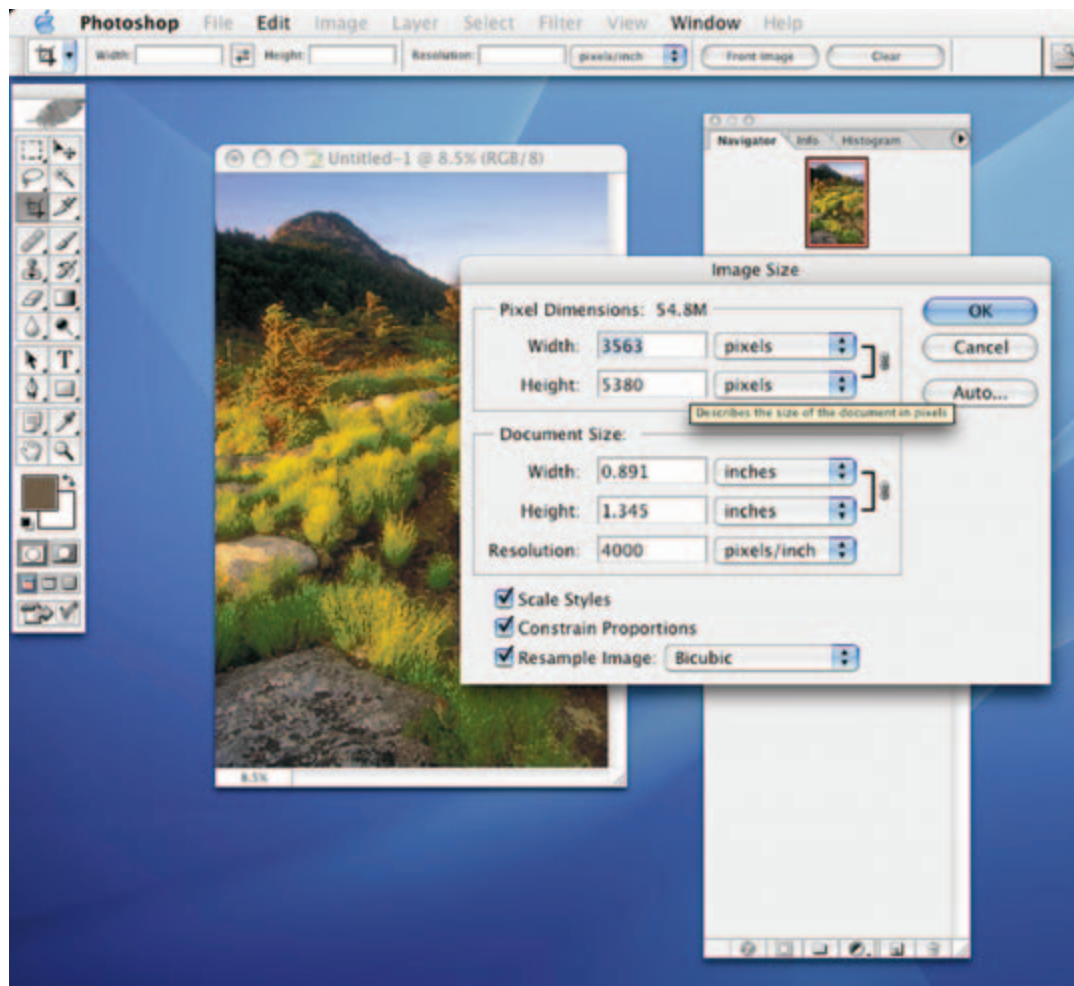 Photoshop File Edit Image Layer Select Filter View Window Help
Width: Height: Resolution: pixels/inch Front Image Clear
Untitled-1 @ 8.5% (RGB/8)
Navigator Info Histogram
Image Size
Pixel Dimensions: 54.8M
Width: 3563 pixels
Height: 5380 pixels
OK
Cancel
Auto...
Describes the size of the document in pixels
Document Size:
Width: 0.891 inches
Height: 1.345 inches
Resolution: 4000 pixels/inch
Scale Styles
Constrain Proportions
Resample Image: Bicubic
T
8.5%